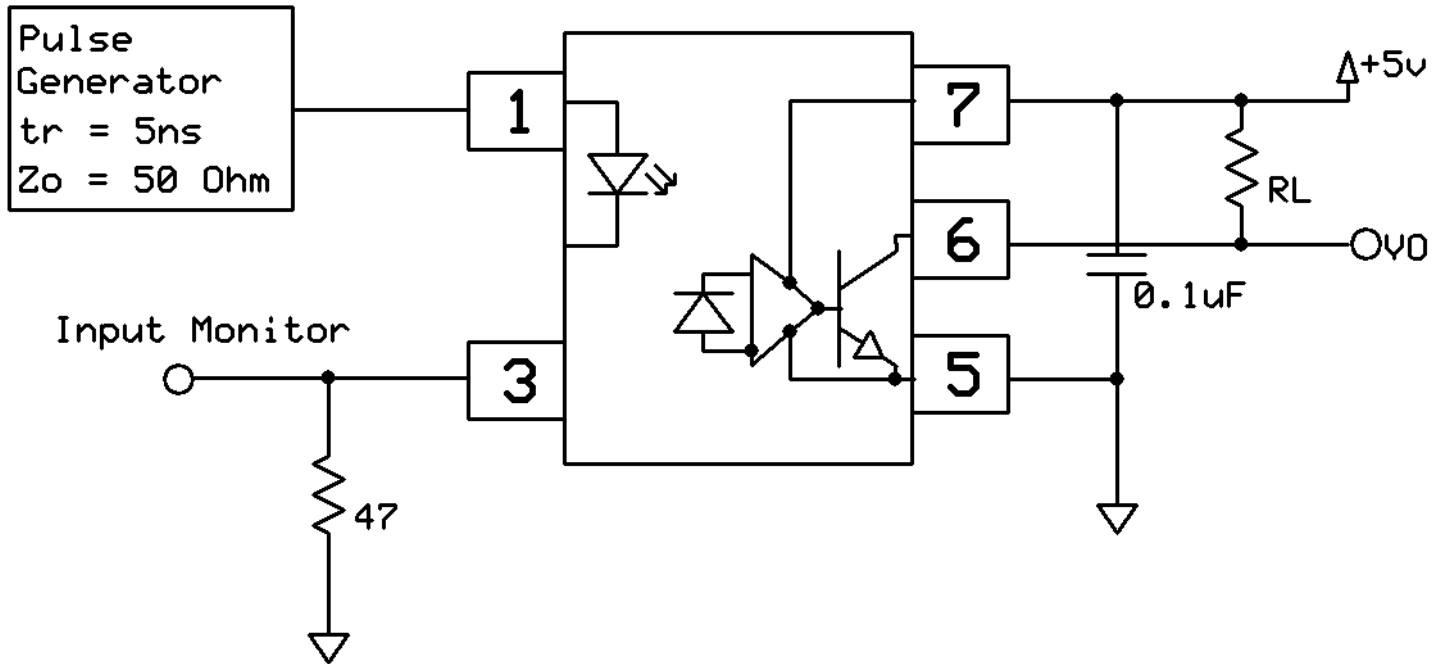 Pulse
Generator
tr = 5ns
Zo = 50 Ohm
1
7
+5v
RL
6
VO
0.1uF
Input Monitor
3
5
47